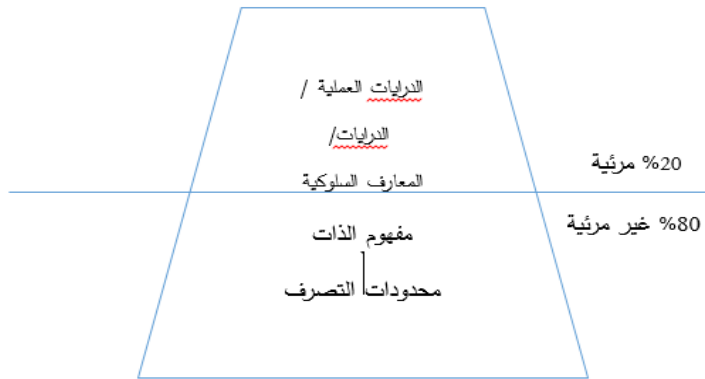 الدرايات العملية /
الدرايات/
المعارف السلوكية
%20 مرئية
%80 غير مرئية
مفهوم الذات
محدودات التصرف